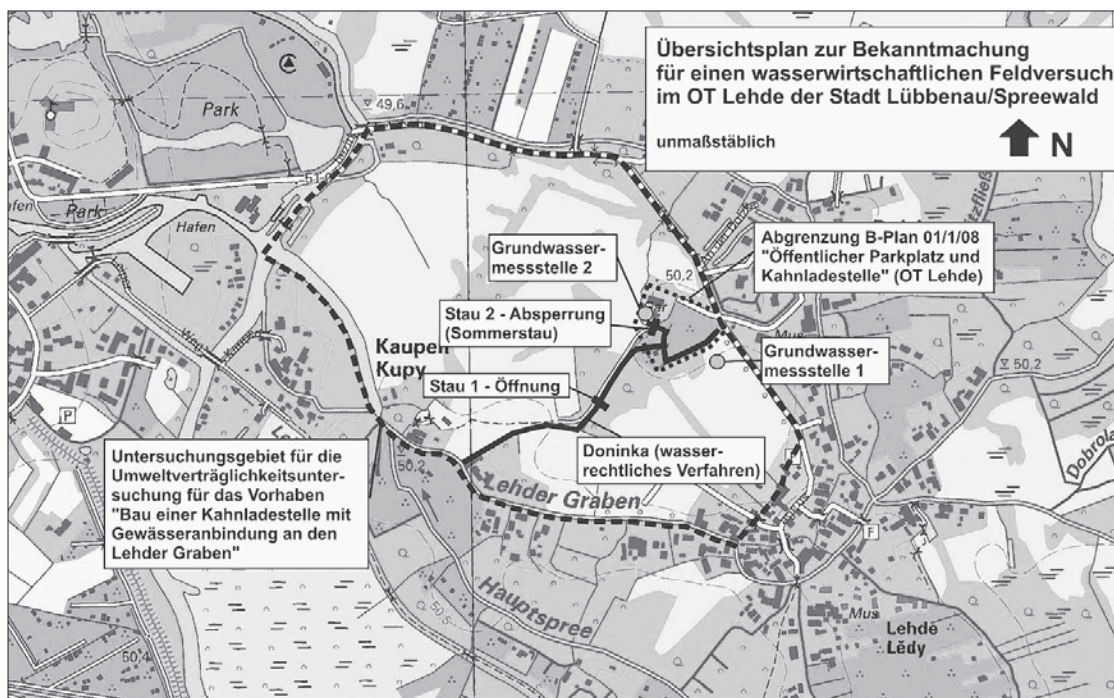 Übersichtsplan zur Bekanntmachung
für einen wasserwirtschaftlichen Feldversuch
im OT Lehde der Stadt Lübbenau/Spreewald
unmaßstäblich
N
Park
49,6
Park
Hafen
Grundwasser-
messstelle 2
50,2
Abgrenzung B-Plan 01/1/08
"Öffentlicher Parkplatz und
Kahnladestelle" (OT Lehde)
Stau 2 - Absperrung
(Sommerstau)
Mus
Kaupen
Kupy
Grundwasser-
messstelle 1
50,2
Stau 1 - Öffnung
P
Doninka (wasser-
rechtliches Verfahren)
Dobrola
Untersuchungsgebiet für die
Umweltverträglichkeitsunter-
suchung für das Vorhaben
"Bau einer Kahnladestelle mit
Gewässeranbindung an den
Lehder Graben"
50,2
Lehder Graben
F
Hauptspree
50,5
Mus
Lehde
Lědy
50,4